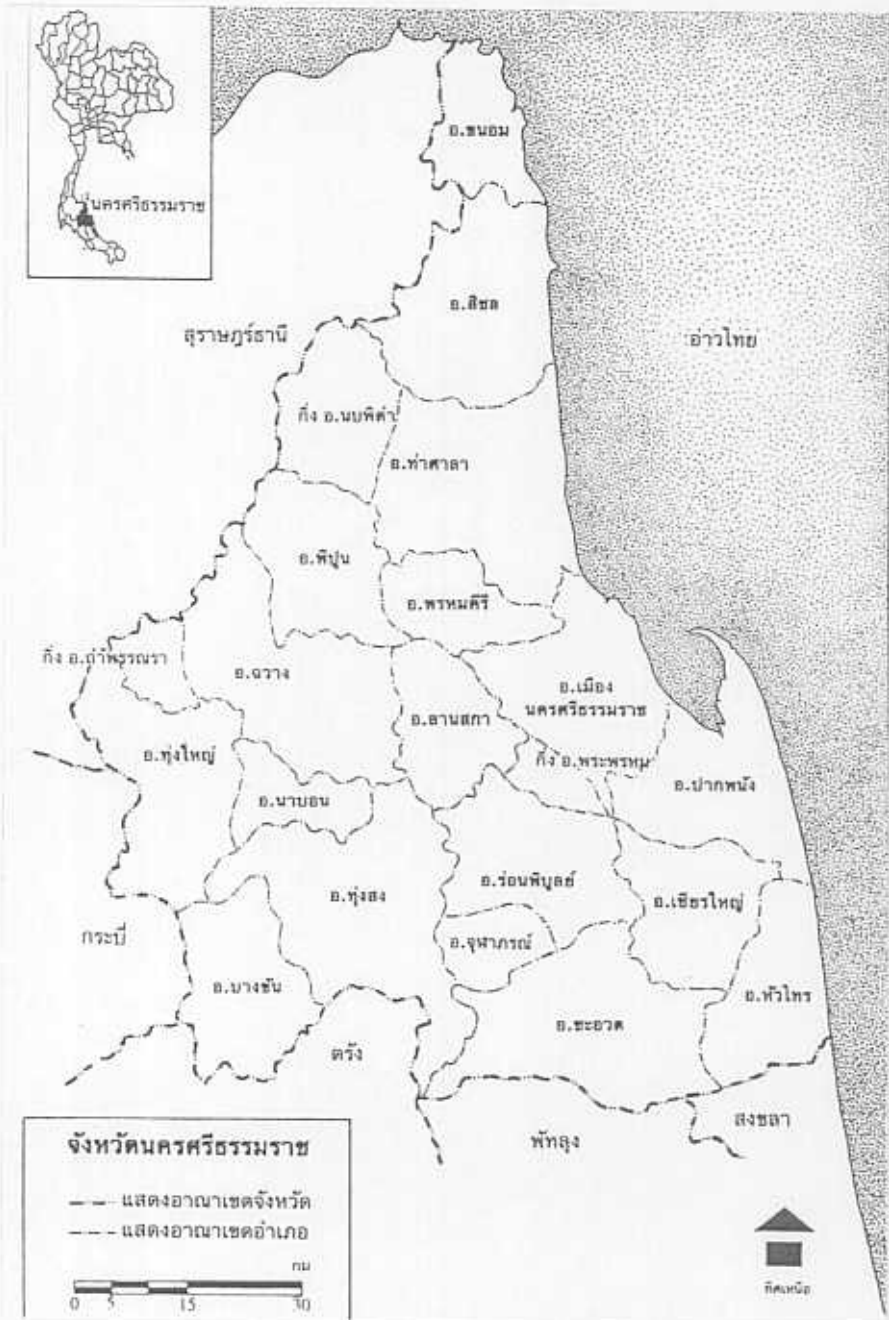 นครศรีธรรมราช
อ.ขนอม
อ.สิชล
สุราษฎร์ธานี
อ่าวไทย
กิ่ง อ.นบพิตำ
อ.ท่าศาลา
อ.พิปูน
อ.พรหมคีรี
กิ่ง อ.ถ้ำพรรณรา
อ.ฉวาง
อ.ลานสกา
อ.เมือง
นครศรีธรรมราช
อ.ทุ่งใหญ่
กิ่ง อ.พระพรหม
อ.ปากพนัง
อ.นาบอน
อ.ทุ่งสง
อ.ร่อนพิบูลย์
อ.เชียรใหญ่
กระบี่
อ.จุฬาภรณ์
อ.บางขัน
อ.หัวไทร
อ.ชะอวด
ตรัง
พัทลุง
สงขลา
จังหวัดนครศรีธรรมราช
แสดงอาณาเขตจังหวัด
แสดงอาณาเขตอำเภอ
กม
0 5 15 30
ทิศเหนือ